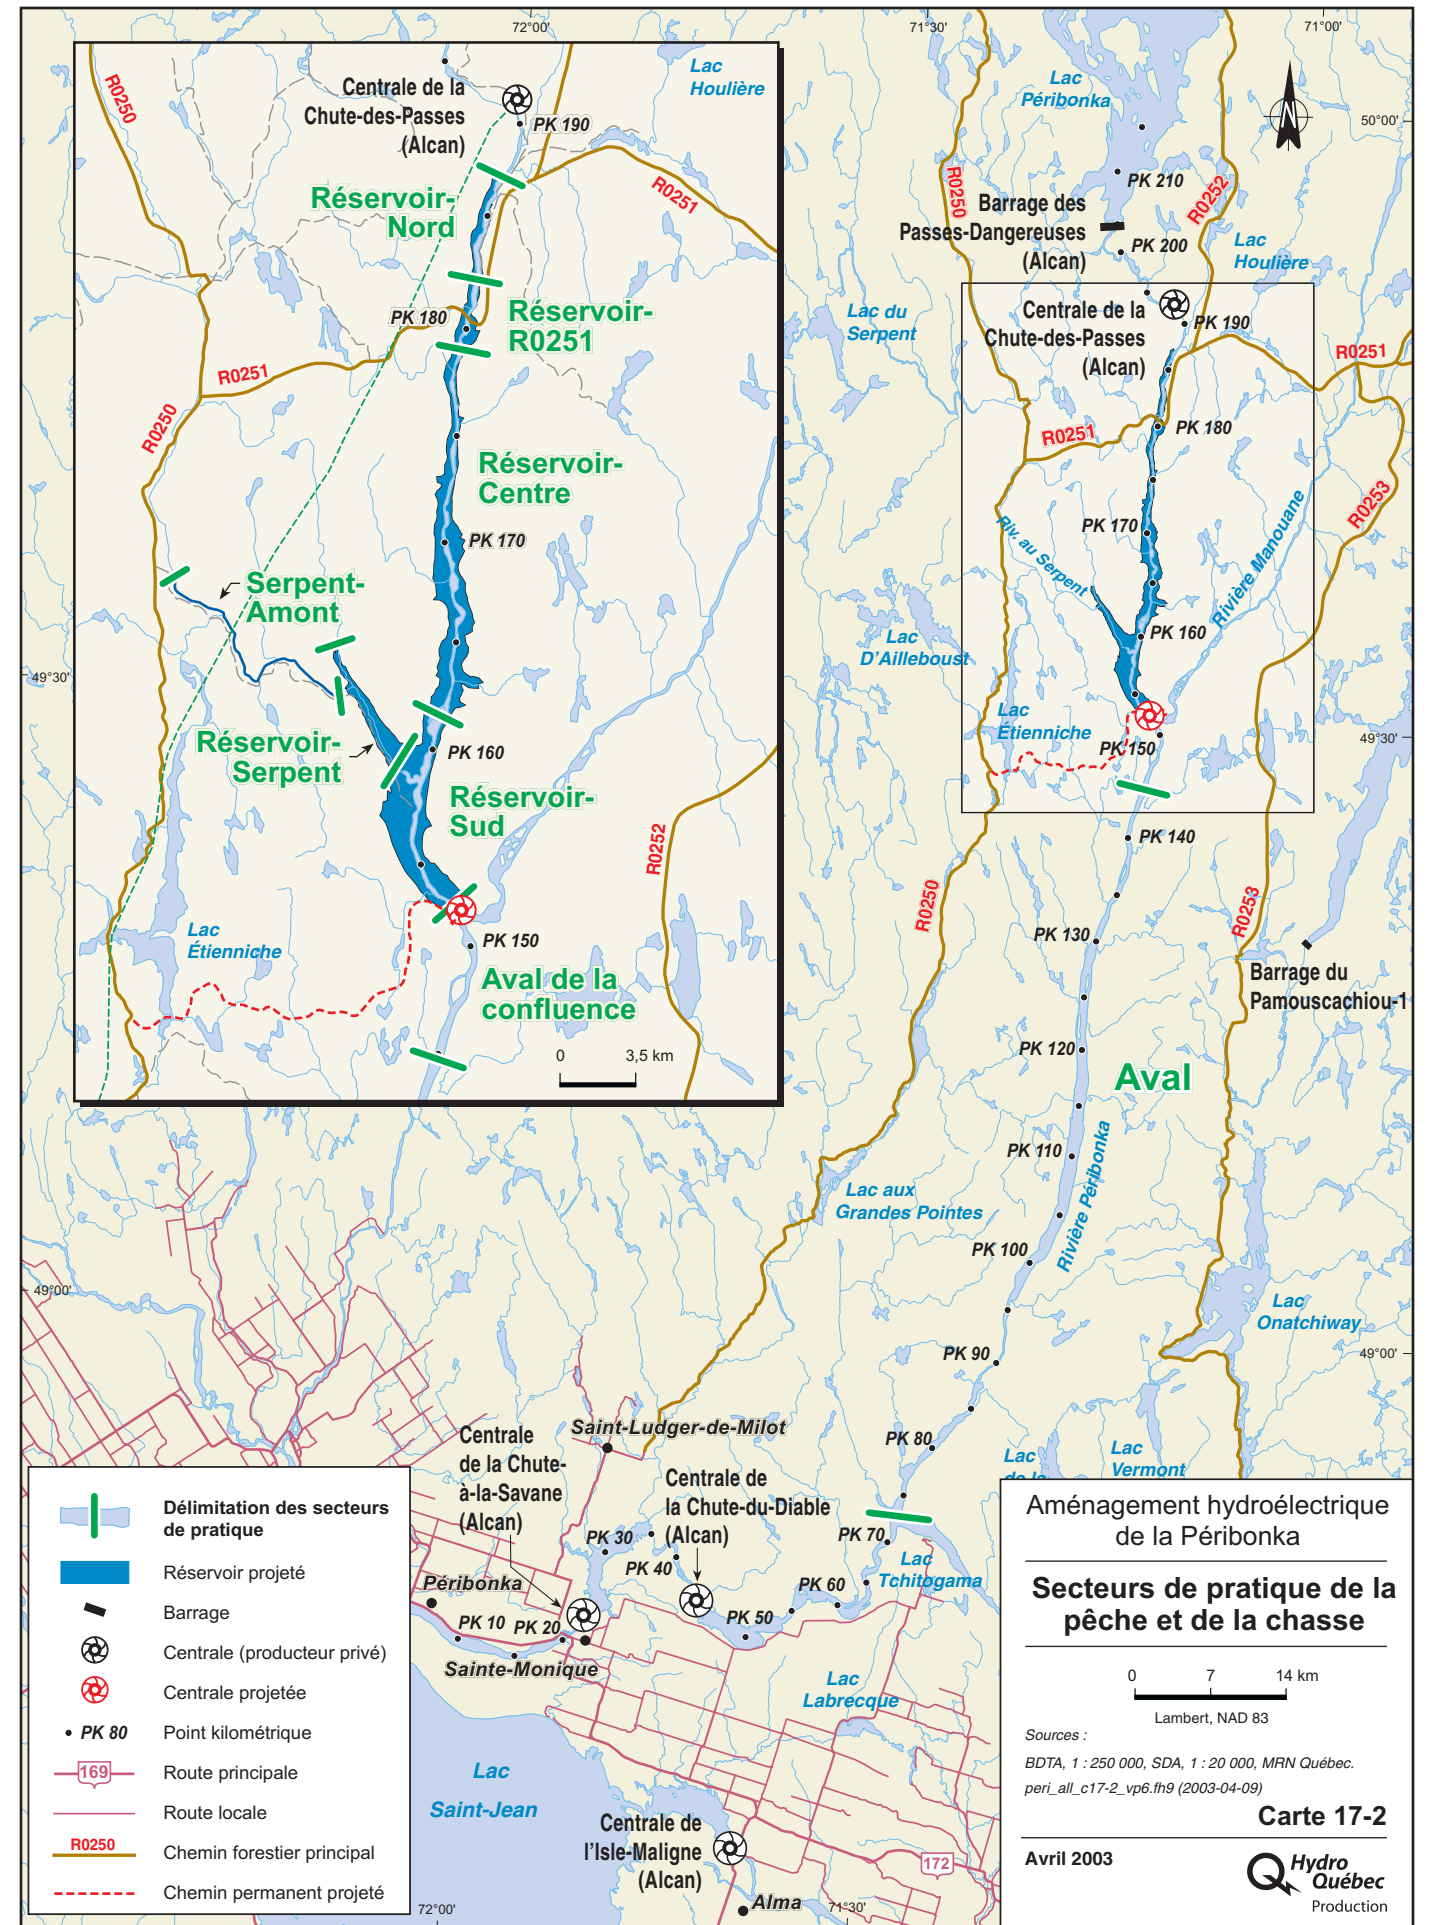 72°00'
71°30'
71°00'
Lac
Houlière
Centrale de la
Chute-des-Passes
(Alcan)
PK 190
R0250
Réservoir-
Nord
R0251
PK 180
Réservoir-
R0251
R0251
R0250
Réservoir-
Centre
PK 170
Serpent-
Amont
49°30'
Réservoir-
Serpent
PK 160
Réservoir-
Sud
R0252
Lac
Étienniche
PK 150
Aval de la
confluence
0 3,5 km
Lac
Péribonka
50°00'
R0250
PK 210
R0252
Barrage des
Passes-Dangereuses
(Alcan)
PK 200
Lac
Houlière
Lac du
Serpent
Centrale de la
Chute-des-Passes
(Alcan)
PK 190
R0251
R0251
PK 180
R0253
PK 170
Riv. au Serpent
Rivière Manouane
PK 160
Lac
D'Ailleboust
Lac
Étienniche
PK 150
49°30'
PK 140
R0250
R0253
PK 130
Barrage du
Pamouscachiou-1
PK 120
Aval
PK 110
Rivière Péribonka
Lac aux
Grandes Pointes
PK 100
49°00'
Lac
Onatchiway
PK 90
49°00'
PK 80
Saint-Ludger-de-Milot
Centrale
de la Chute-
à-la-Savane
(Alcan)
Centrale de
la Chute-du-Diable
(Alcan)
Lac
de la
Lac
Vermont
PK 70
PK 30
PK 40
Lac
Tchitogama
PK 60
Péribonka
PK 50
PK 10
PK 20
Sainte-Monique
Lac
Labrecque
Lac
Saint-Jean
Centrale de
l'Isle-Maligne
(Alcan)
172
Alma
72°00'
71°30'
Délimitation des secteurs
de pratique
Réservoir projeté
Barrage
Centrale (producteur privé)
Centrale projetée
PK 80 Point kilométrique
169 Route principale
Route locale
R0250 Chemin forestier principal
Chemin permanent projeté
Aménagement hydroélectrique
de la Péribonka
Secteurs de pratique de la
pêche et de la chasse
0 7 14 km
Lambert, NAD 83
Sources :
BDTA, 1 : 250 000, SDA, 1 : 20 000, MRN Québec.
peri_all_c17-2_vp6.fh9 (2003-04-09)
Carte 17-2
Avril 2003
Hydro
Québec
Production